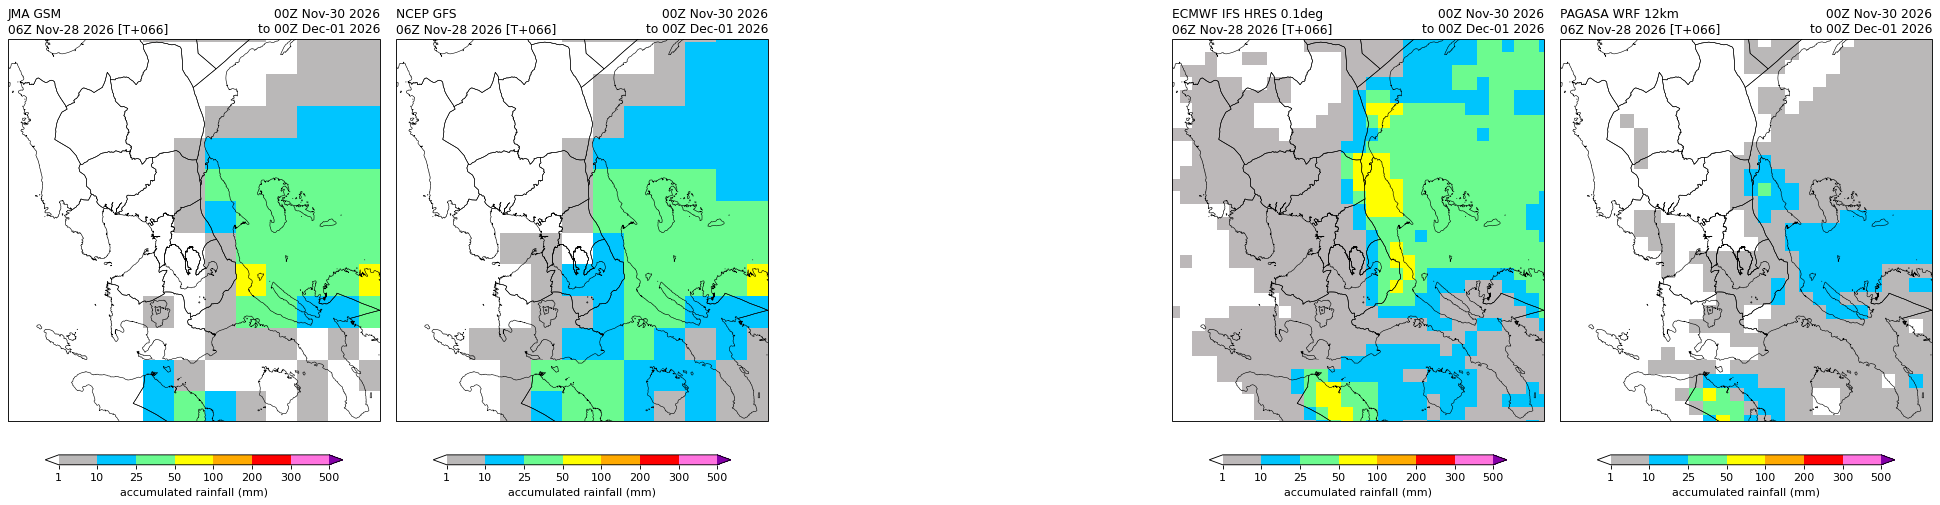 JMA GSM 00Z Nov-30 2026
06Z Nov-28 2026 [T+066] to 00Z Dec-01 2026
1 10 25 50 100 200 300 500
accumulated rainfall (mm)
NCEP GFS 00Z Nov-30 2026
06Z Nov-28 2026 [T+066] to 00Z Dec-01 2026
1 10 25 50 100 200 300 500
accumulated rainfall (mm)
ECMWF IFS HRES 0.1deg 00Z Nov-30 2026
06Z Nov-28 2026 [T+066] to 00Z Dec-01 2026
1 10 25 50 100 200 300 500
accumulated rainfall (mm)
PAGASA WRF 12km 00Z Nov-30 2026
06Z Nov-28 2026 [T+066] to 00Z Dec-01 2026
1 10 25 50 100 200 300 500
accumulated rainfall (mm)